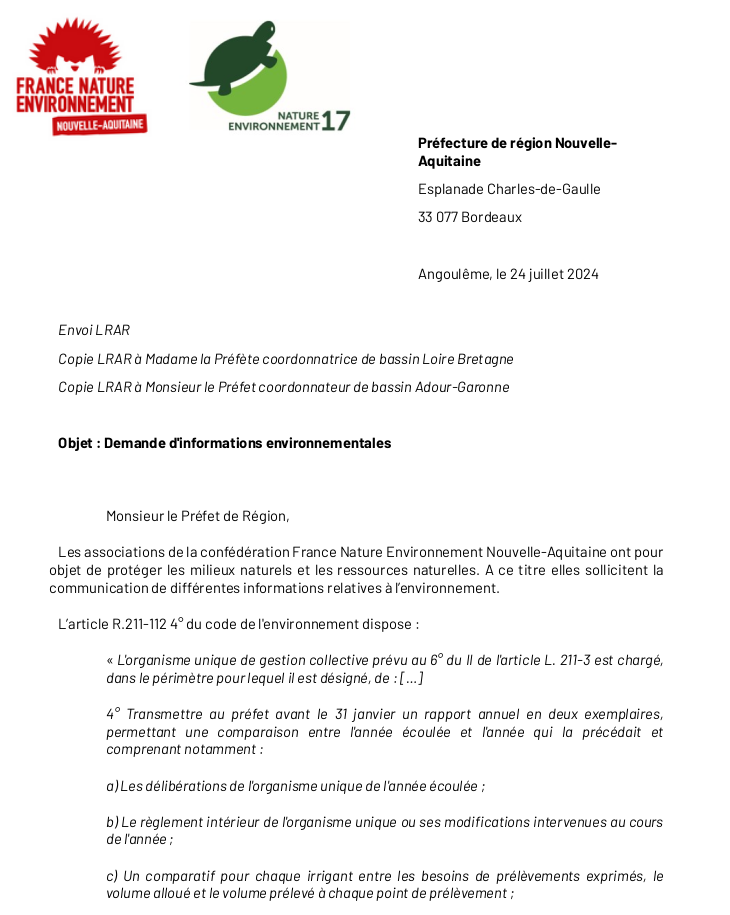 FRANCE NATURE
ENVIRONNEMENT
NOUVELLE-AQUITAINE
NATURE
ENVIRONNEMENT 17
Préfecture de région Nouvelle-
Aquitaine
Esplanade Charles-de-Gaulle
33 077 Bordeaux
Angoulême, le 24 juillet 2024
Envoi LRAR
Copie LRAR à Madame la Préfète coordonnatrice de bassin Loire Bretagne
Copie LRAR à Monsieur le Préfet coordonnateur de bassin Adour-Garonne
Objet : Demande d'informations environnementales
Monsieur le Préfet de Région,
Les associations de la confédération France Nature Environnement Nouvelle-Aquitaine ont pour
objet de protéger les milieux naturels et les ressources naturelles. A ce titre elles sollicitent la
communication de différentes informations relatives à l’environnement.
L’article R.211-112 4° du code de l'environnement dispose :
« L'organisme unique de gestion collective prévu au 6° du II de l'article L. 211-3 est chargé,
dans le périmètre pour lequel il est désigné, de : [...]
4° Transmettre au préfet avant le 31 janvier un rapport annuel en deux exemplaires,
permettant une comparaison entre l'année écoulée et l'année qui la précédait et
comprenant notamment :
a) Les délibérations de l'organisme unique de l'année écoulée ;
b) Le règlement intérieur de l'organisme unique ou ses modifications intervenues au cours
de l'année ;
c) Un comparatif pour chaque irrigant entre les besoins de prélèvements exprimés, le
volume alloué et le volume prélevé à chaque point de prélèvement ;